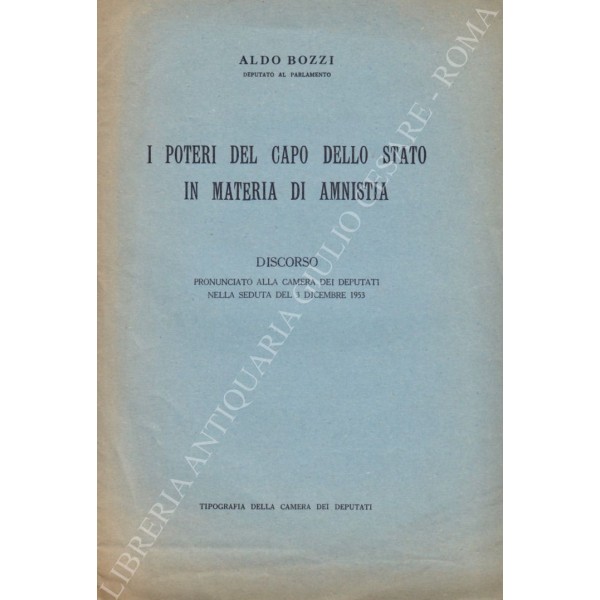 ALDO BOZZI
DEPUTATO AL PARLAMENTO
I POTERI DEL CAPO DELLO STATO
IN MATERIA DI AMNISTIA
DISCORSO
PRONUNCIATO ALLA CAMERA DEI DEPUTATI
NELLA SEDUTA DEL DICEMBRE 1953
TIPOGRAFIA DELLA CAMERA DEI DEPUTATI
LIBRERIA ANTIQUARIA GIULIO CESARE - ROMA